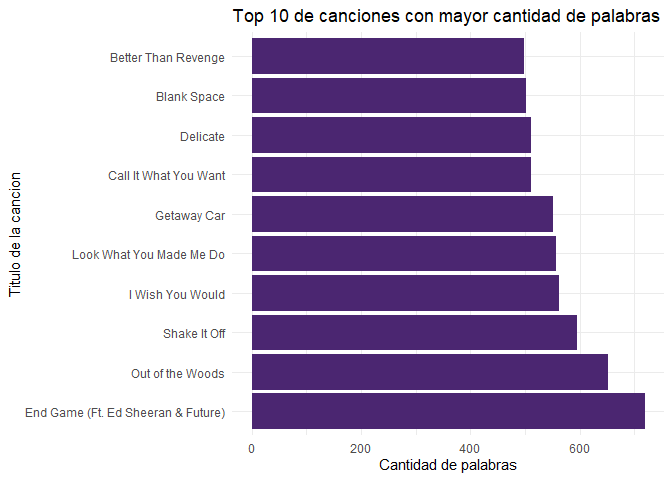 Top 10 de canciones con mayor cantidad de palabras
Better Than Revenge
Blank Space
Delicate
Call It What You Want
Getaway Car
Look What You Made Me Do
I Wish You Would
Shake It Off
Out of the Woods
End Game (Ft. Ed Sheeran & Future)
Título de la cancion
0 200 400 600
Cantidad de palabras